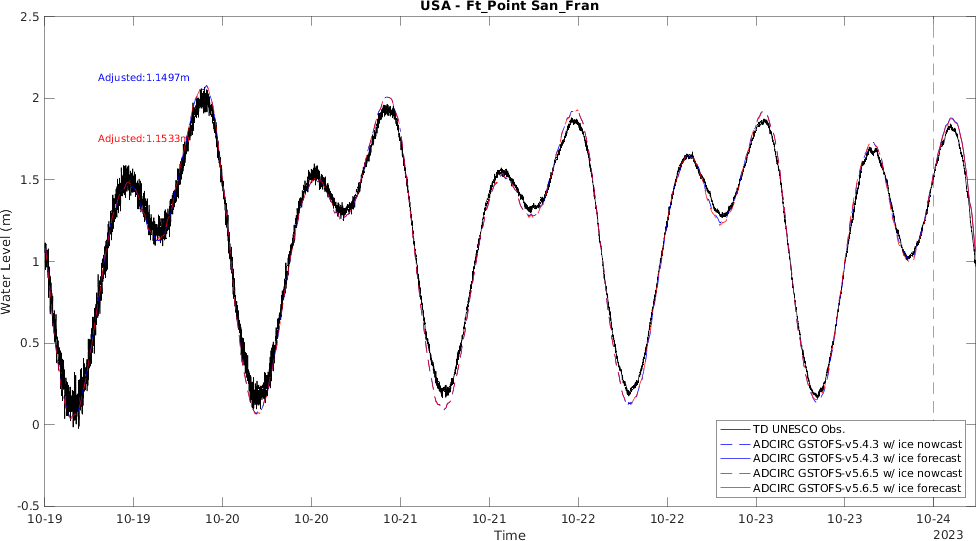 USA - Ft_Point San_Fran
2.5
2
1.5
1
0.5
0
-0.5
Water Level (m)
Adjusted:1.1497m
Adjusted:1.1533m
TD UNESCO Obs.
ADCIRC GSTOFS-v5.4.3 w/ ice nowcast
ADCIRC GSTOFS-v5.4.3 w/ ice forecast
ADCIRC GSTOFS-v5.6.5 w/ ice nowcast
ADCIRC GSTOFS-v5.6.5 w/ ice forecast
10-19 10-19 10-20 10-20 10-21 10-21 10-22 10-22 10-23 10-23 10-24
2023
Time